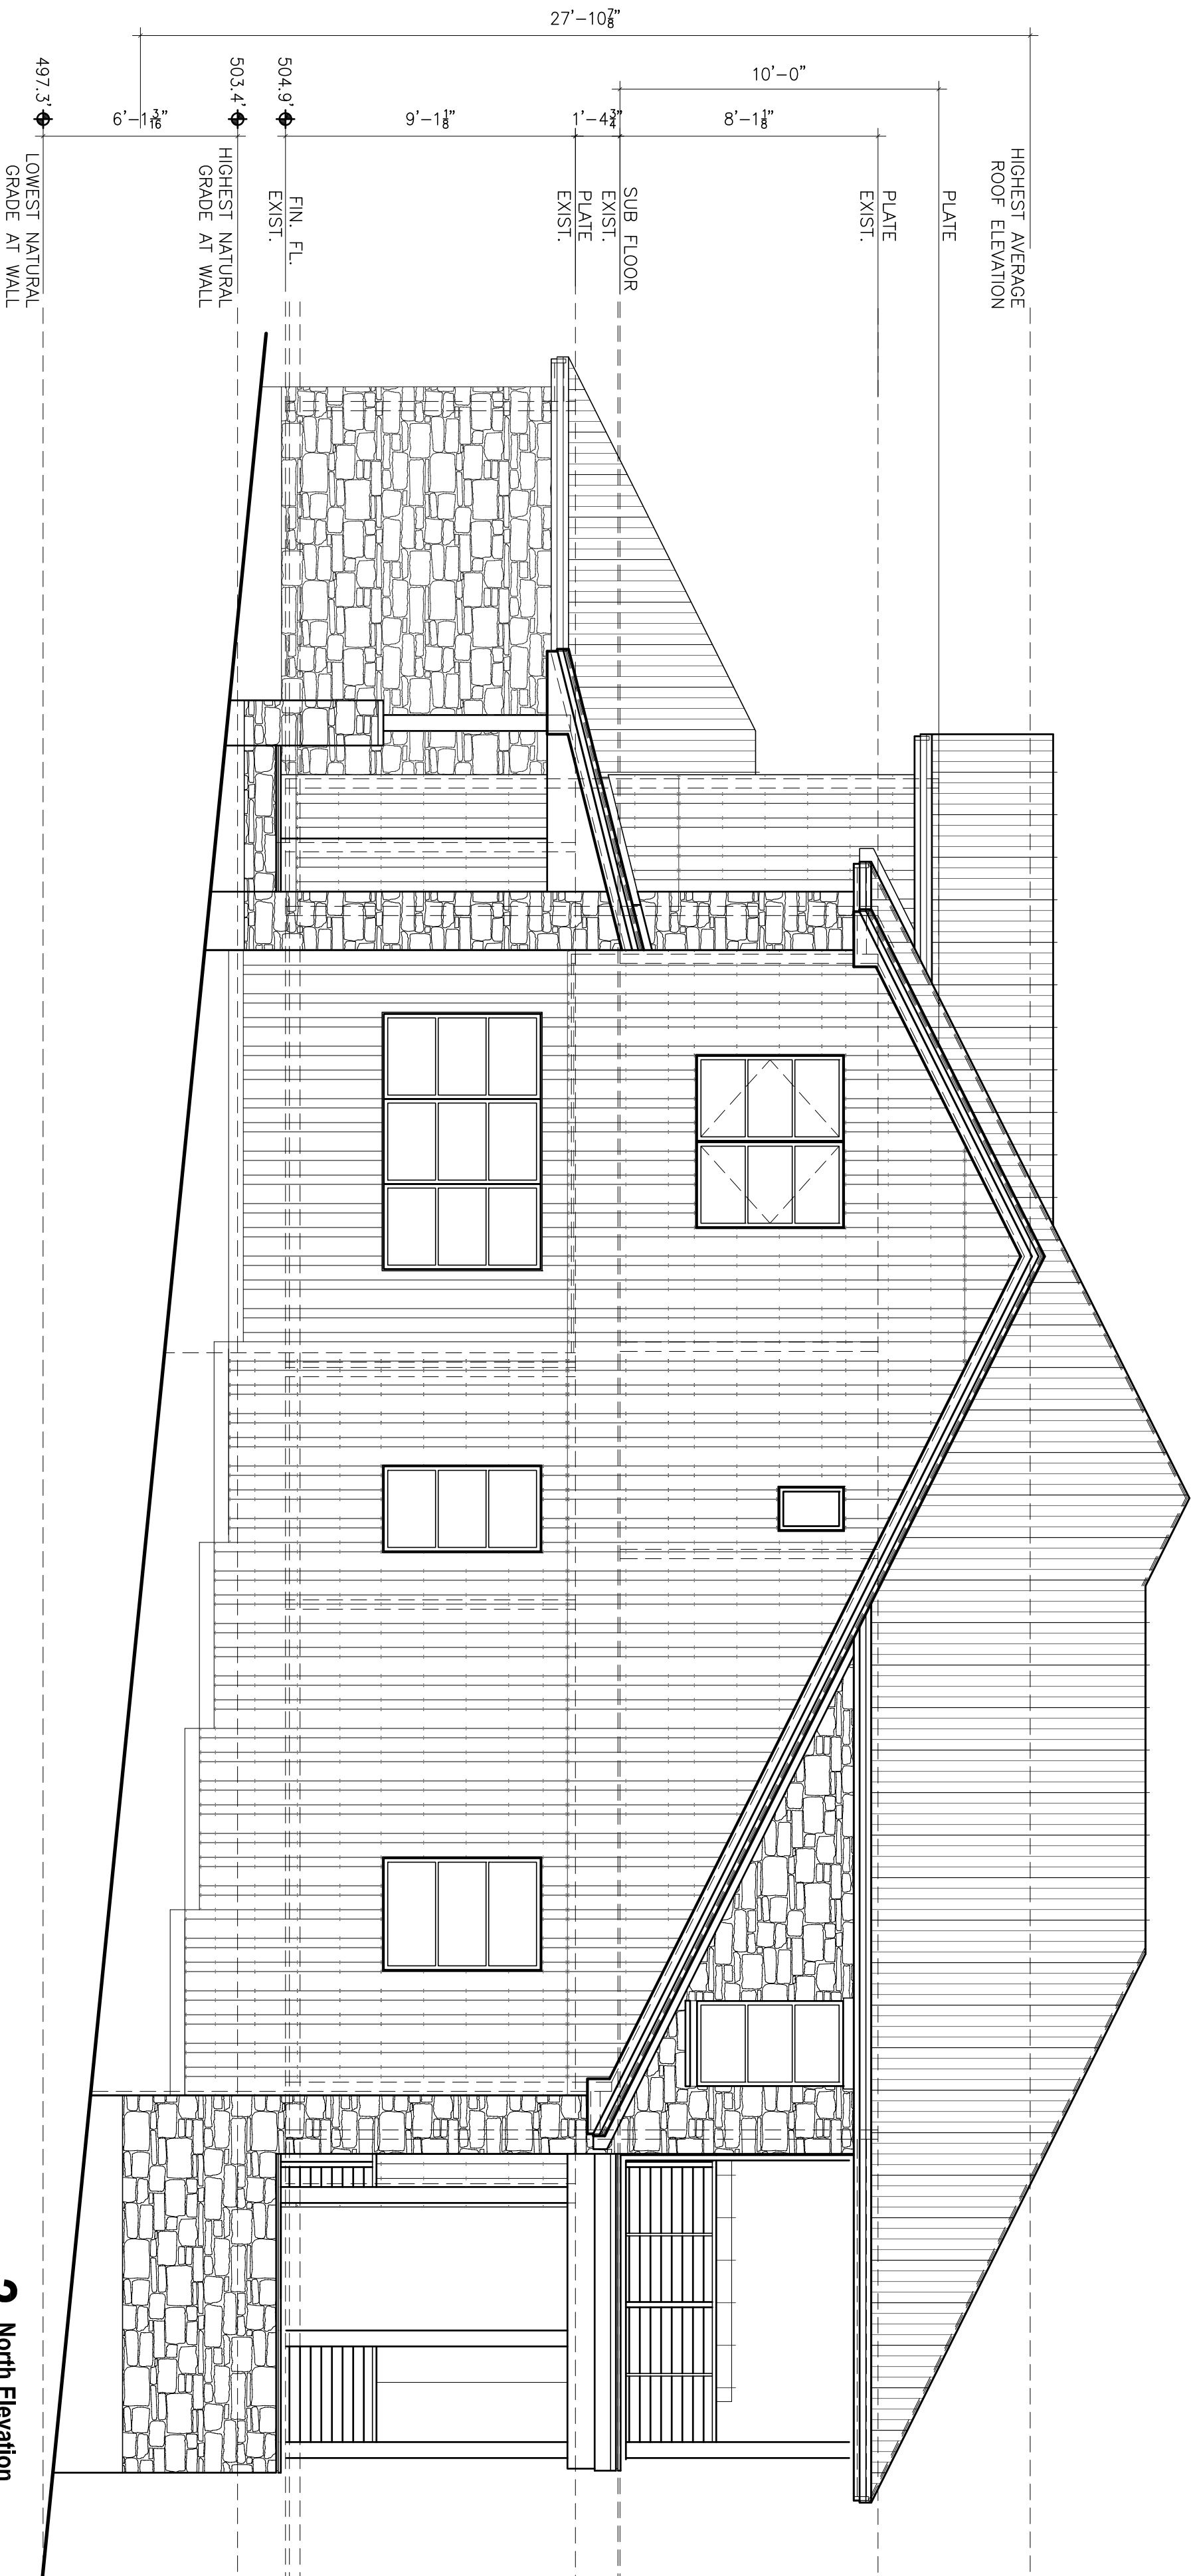 27'-10⅞"
10'-0"
8'-1⅛"
1'-4¾"
9'-1⅛"
6'-1 3/16"
HIGHEST AVERAGE
ROOF ELEVATION
PLATE
PLATE
EXIST.
SUB FLOOR
EXIST.
PLATE
EXIST.
504.9'
FIN. FL.
EXIST.
503.4'
HIGHEST NATURAL
GRADE AT WALL
497.3'
LOWEST NATURAL
GRADE AT WALL
North Elevation